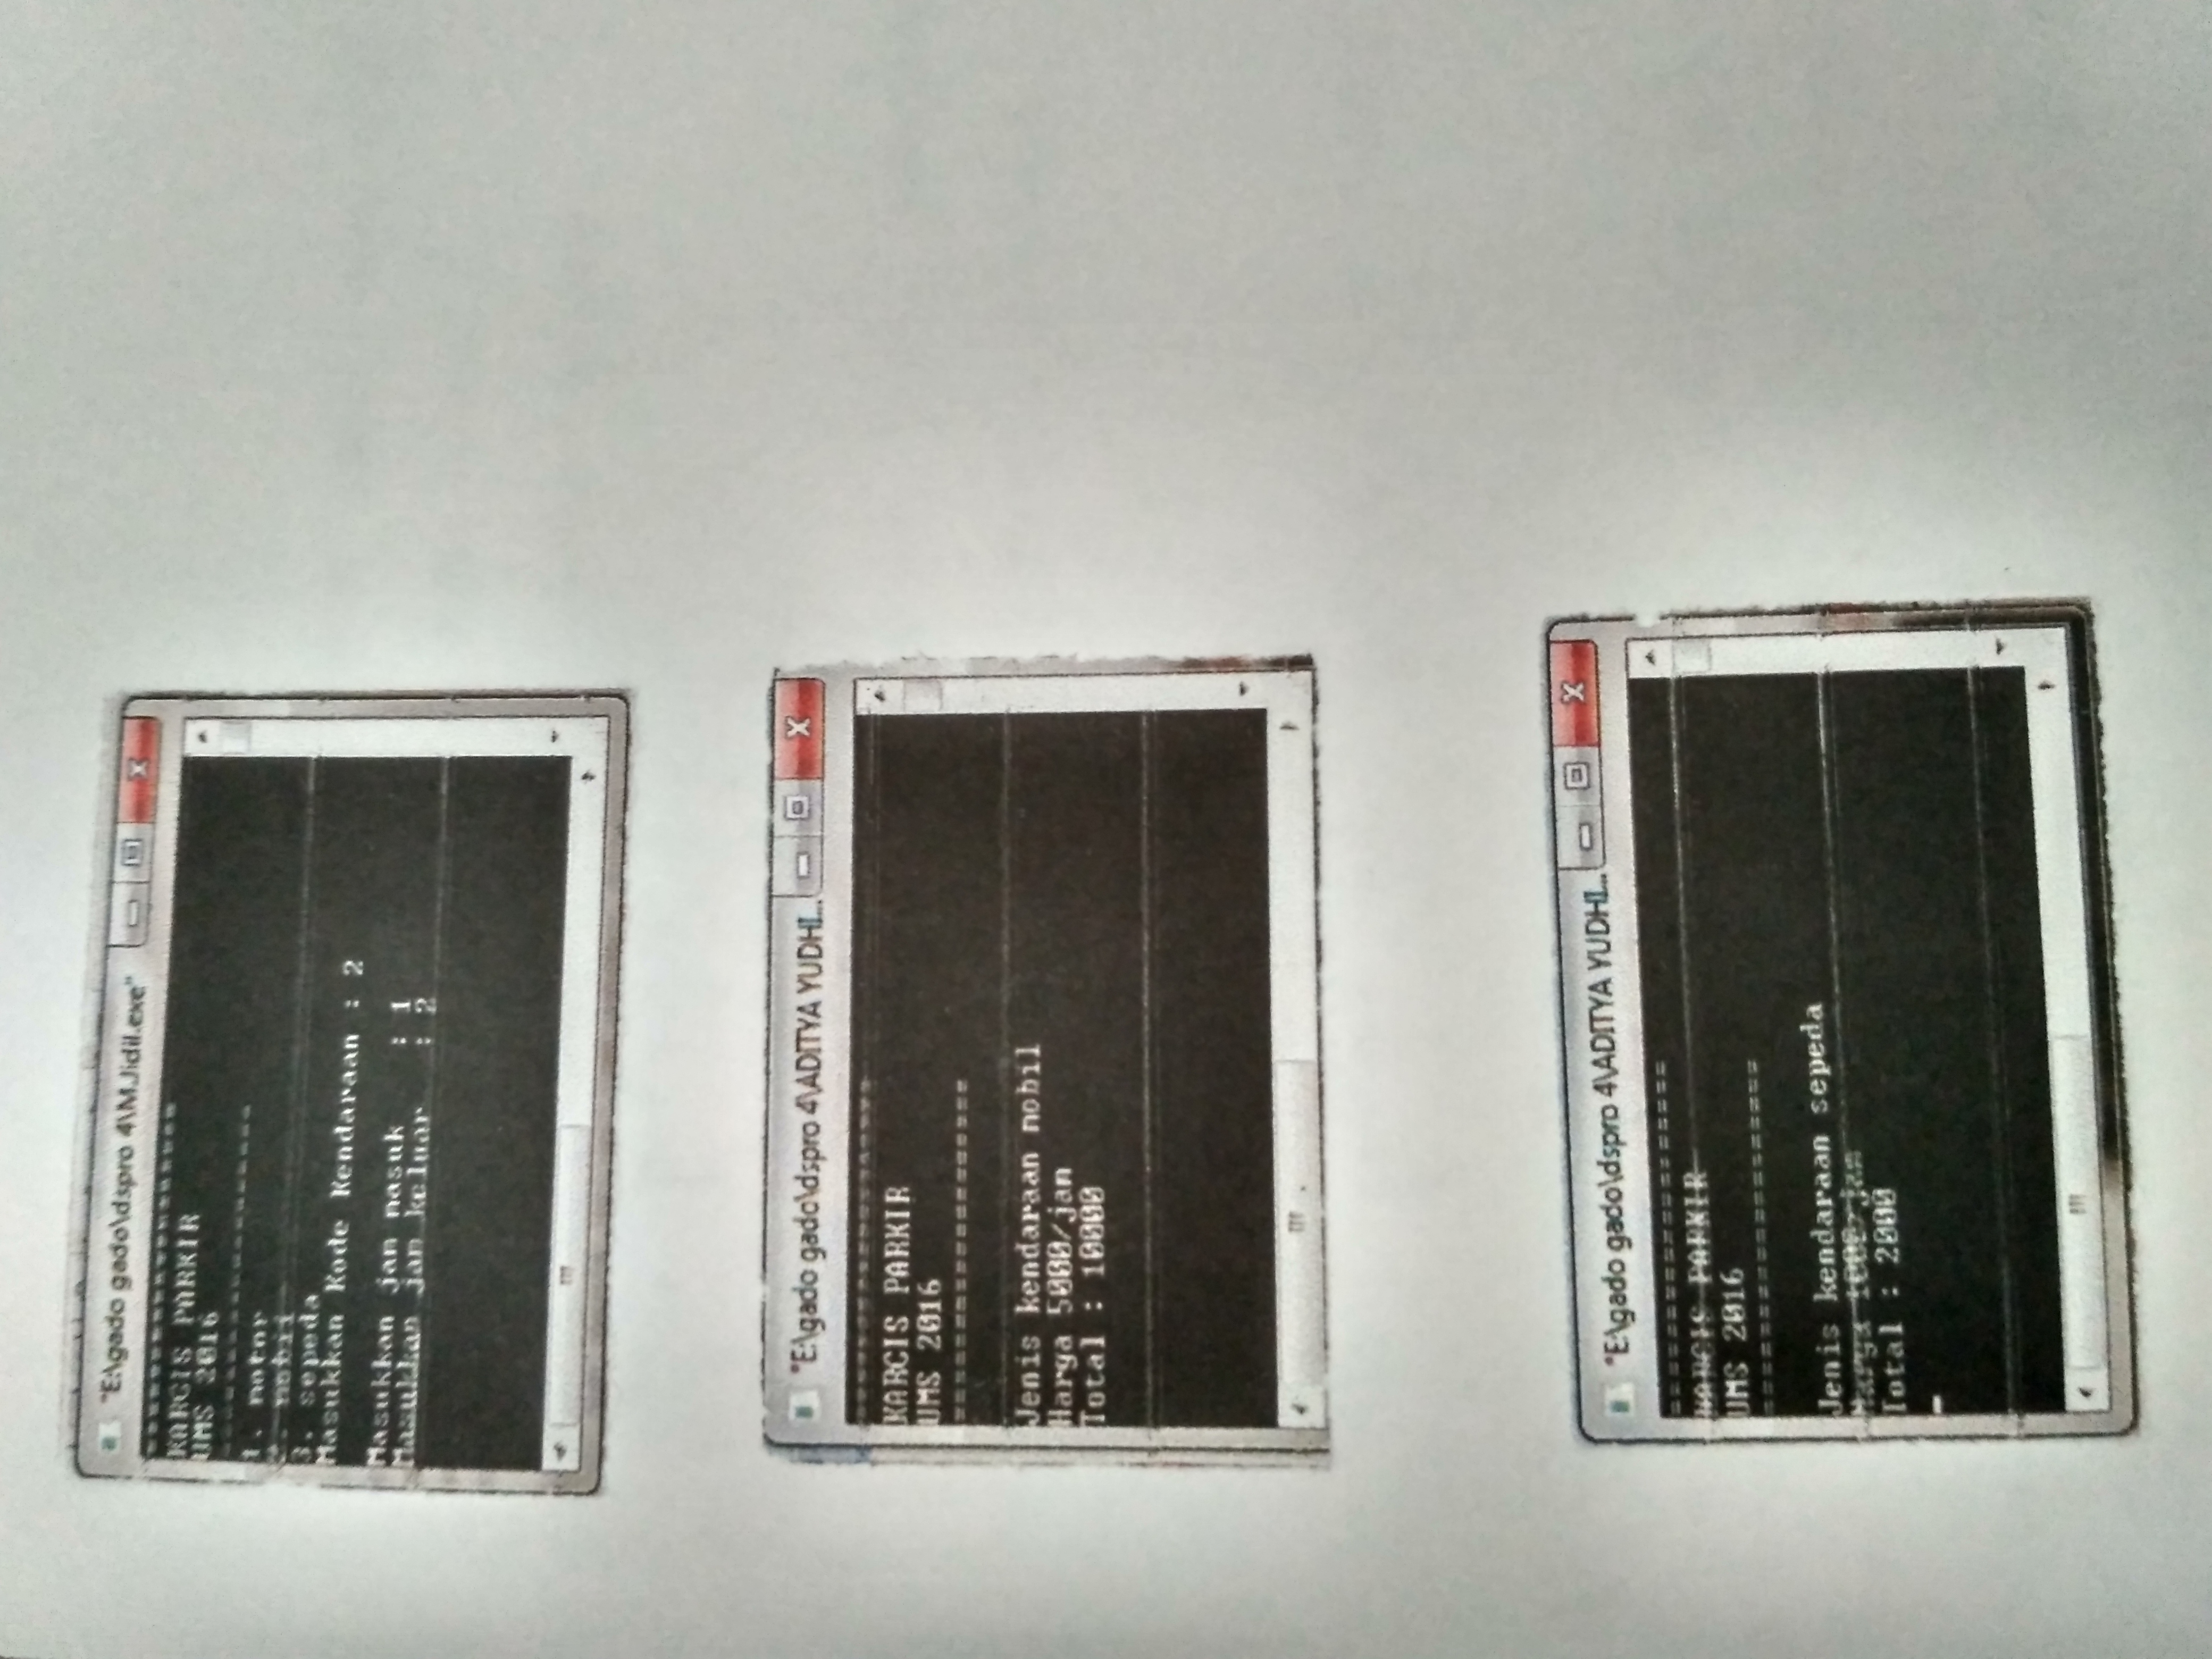 "E:\gado gado\dspro 4\MJidil.exe"
========================
KARCIS PARKIR
UMS 2016
========================
1. motor
2. mobil
3. sepeda
Masukkan Kode Kendaraan : 2
Masukkan jam masuk : 1
Masukkan jam keluar : 2
"E:\gado gado\dspro 4\ADITYA YUDHI...
========================
KARCIS PARKIR
UMS 2016
========================
Jenis kendaraan mobil
Harga 5000/jam
Total : 10000
"E:\gado gado\dspro 4\ADITYA YUDHI...
========================
KARCIS PARKIR
UMS 2016
========================
Jenis kendaraan sepeda
Harga 1000/jam
Total : 2000